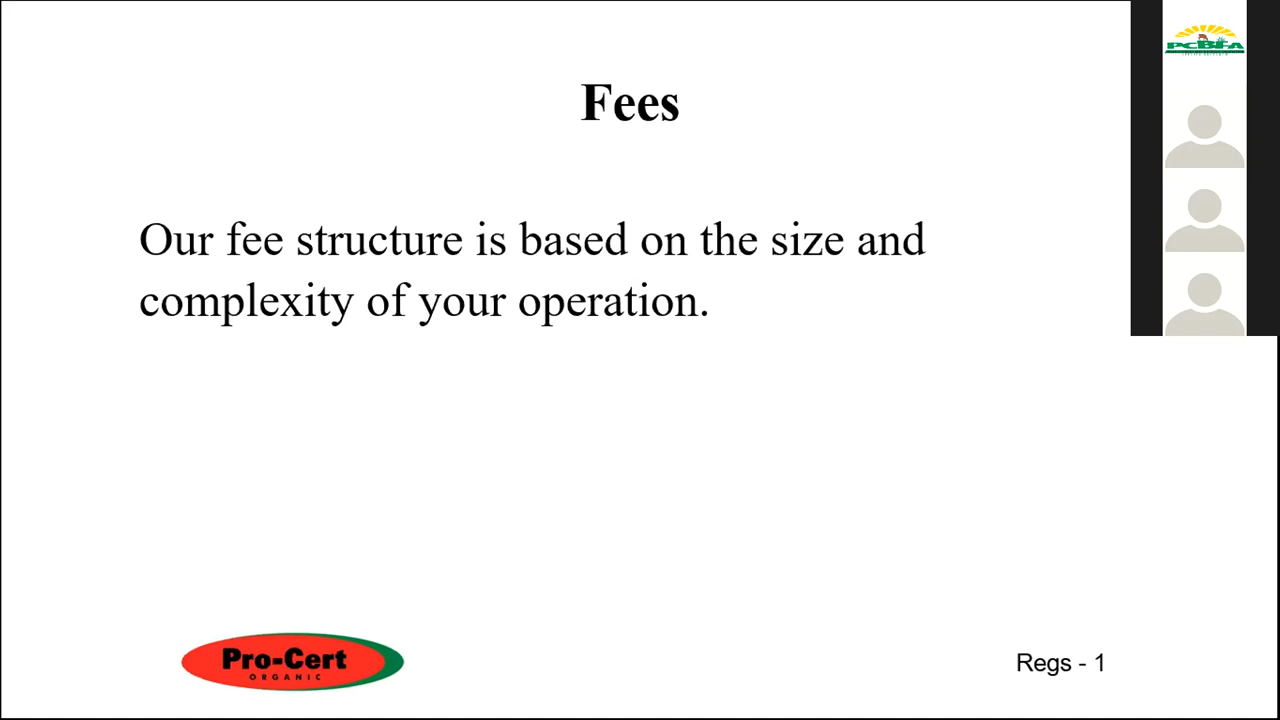 Fees
Our fee structure is based on the size and
complexity of your operation.
PCBFA
Pro-Cert
ORGANIC
Regs - 1